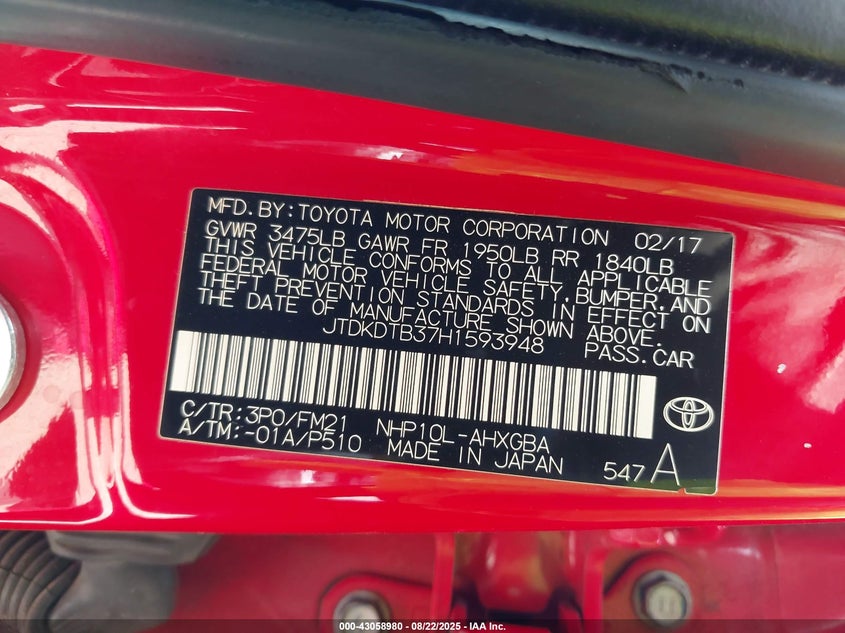 MFD.BY:TOYOTA MOTOR CORPORATION 02/17
GVWR 3475LB GAWR FR 1950LB RR 1840LB
THIS VEHICLE CONFORMS TO ALL APPLICABLE
FEDERAL MOTOR VEHICLE SAFETY,BUMPER,AND
THEFT PREVENTION STANDARDS IN EFFECT ON
THE DATE OF MANUFACTURE SHOWN ABOVE.
JTDKDTB37H1593948 PASS.CAR
C/TR:3P0/FM21 NHP10L-AHXGBA
A/TM:-01A/P510 MADE IN JAPAN 547 A
000-43058980 - 08/22/2025 - IAA Inc.